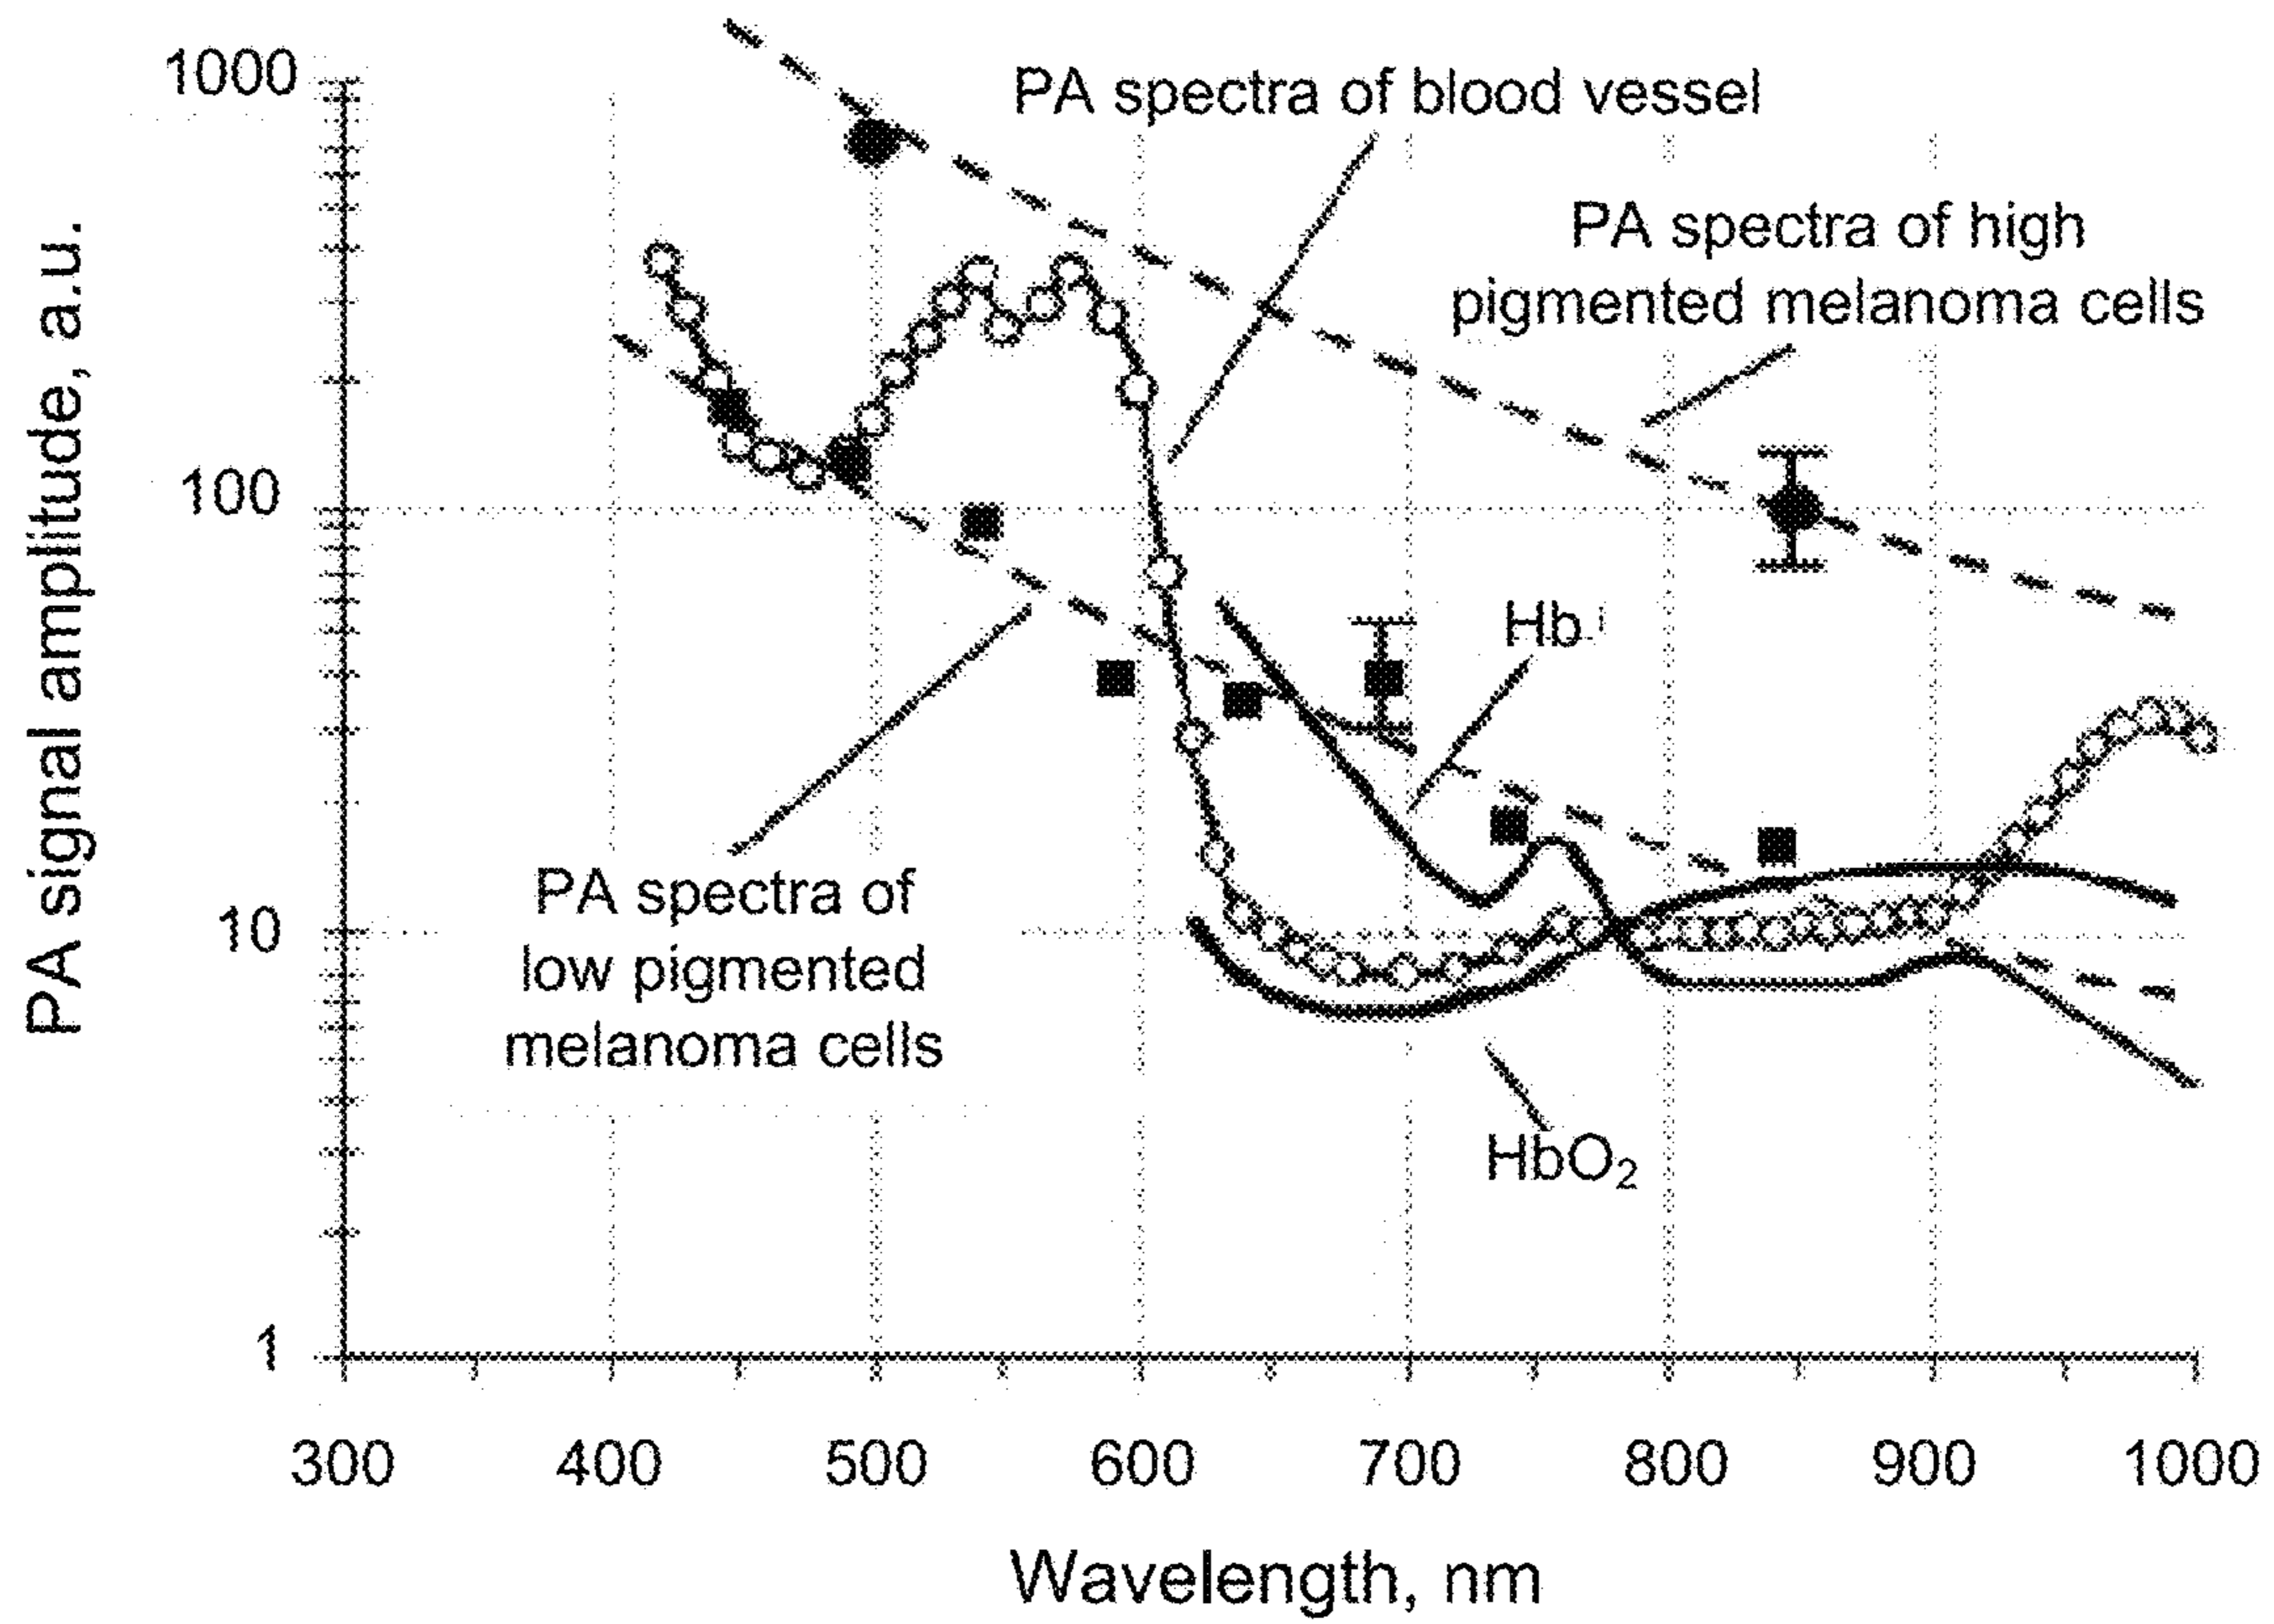 1000
PA spectra of blood vessel
PA spectra of high
pigmented melanoma cells
PA signal amplitude, a.u.
100
Hb
PA spectra of
low pigmented
melanoma cells
10
HbO₂
1
300 400 500 600 700 800 900 1000
Wavelength, nm